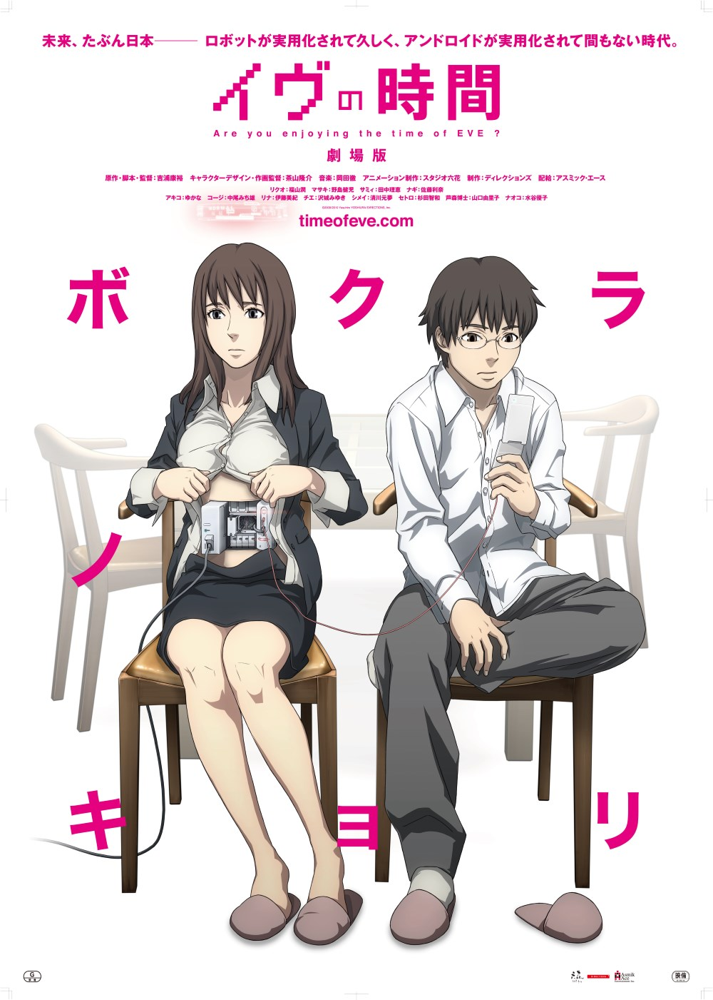 未来、たぶん日本―― ロボットが実用化されて久しく、アンドロイドが実用化されて間もない時代。
イヴの時間
Are you enjoying the time of EVE ?
劇場版
原作・脚本・監督：吉浦康裕　キャラクターデザイン・作画監督：茶山隆介　音楽：岡田徹　アニメーション制作：スタジオ六花　制作：ディレクションズ　配給：アスミック・エース
リクオ：福山潤　マサキ：野島健児　サミィ：田中理恵　ナギ：佐藤利奈
アキコ：ゆかな　コージ：中尾みち雄　リナ：伊藤美紀　チエ：沢城みゆき　シメイ：清川元夢　セトロ：杉田智和　芦森博士：山口由里子　ナオコ：水谷優子
©2009/2010 Yasuhiro YOSHIURA/DIRECTIONS, Inc.
timeofeve.com
ボクラ
ノ
キョリ
G
Asmik
Ace
映倫